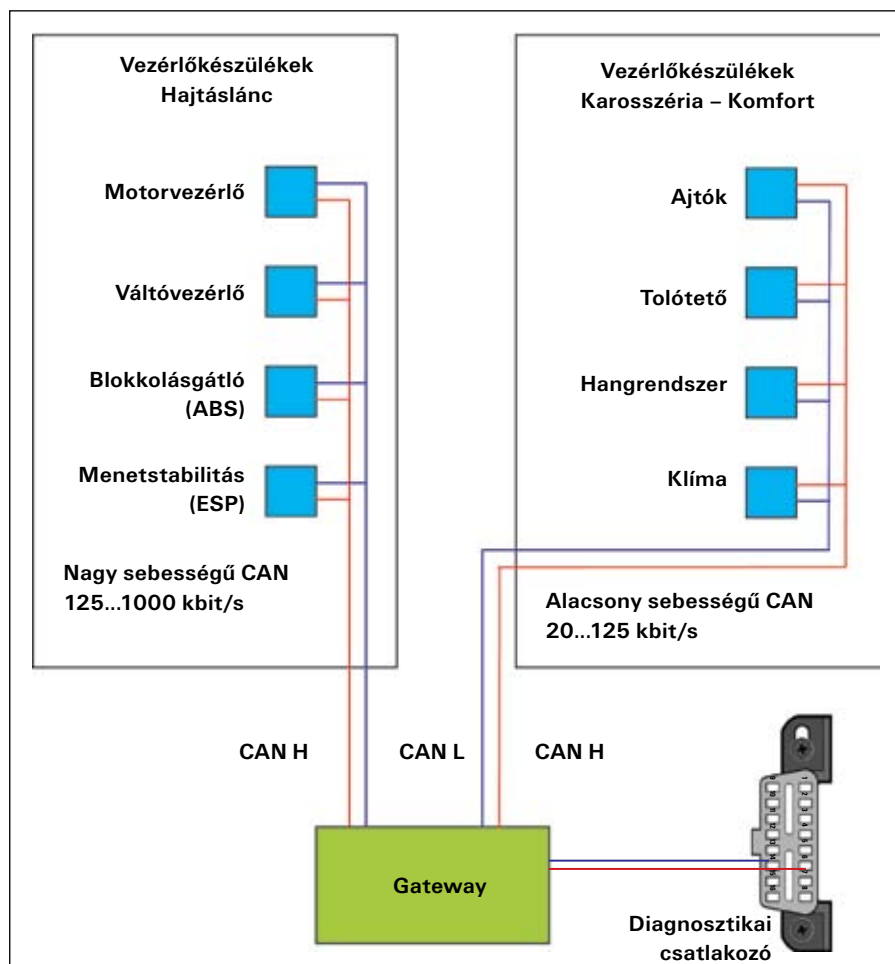 Vezérlőkészülékek
Hajtáslánc
Motorvezérlő
Váltóvezérlő
Blokkolásgátló
(ABS)
Menetstabilitás
(ESP)
Nagy sebességű CAN
125...1000 kbit/s
Vezérlőkészülékek
Karosszéria – Komfort
Ajtók
Tolótető
Hangrendszer
Klíma
Alacsony sebességű CAN
20...125 kbit/s
CAN H
CAN L
CAN H
Gateway
Diagnosztikai
csatlakozó